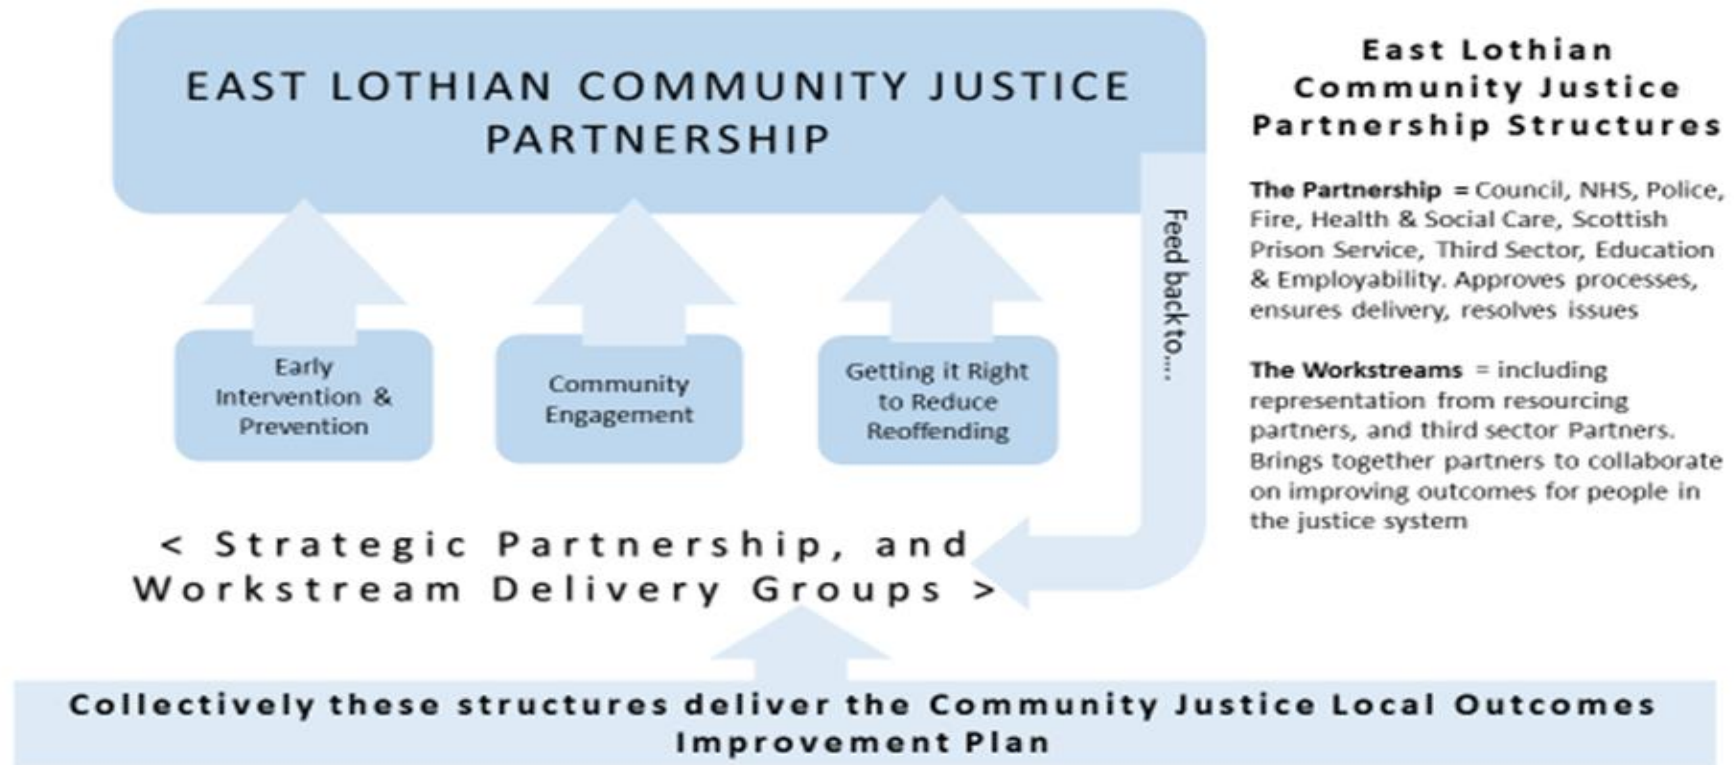 EAST LOTHIAN COMMUNITY JUSTICE
PARTNERSHIP
Early
Intervention &
Prevention
Community
Engagement
Getting it Right
to Reduce
Reoffending
Feed back to....
< Strategic Partnership, and
Workstream Delivery Groups >
Collectively these structures deliver the Community Justice Local Outcomes
Improvement Plan
East Lothian
Community Justice
Partnership Structures
The Partnership = Council, NHS, Police,
Fire, Health & Social Care, Scottish
Prison Service, Third Sector, Education
& Employability. Approves processes,
ensures delivery, resolves issues
The Workstreams = including
representation from resourcing
partners, and third sector Partners.
Brings together partners to collaborate
on improving outcomes for people in
the justice system